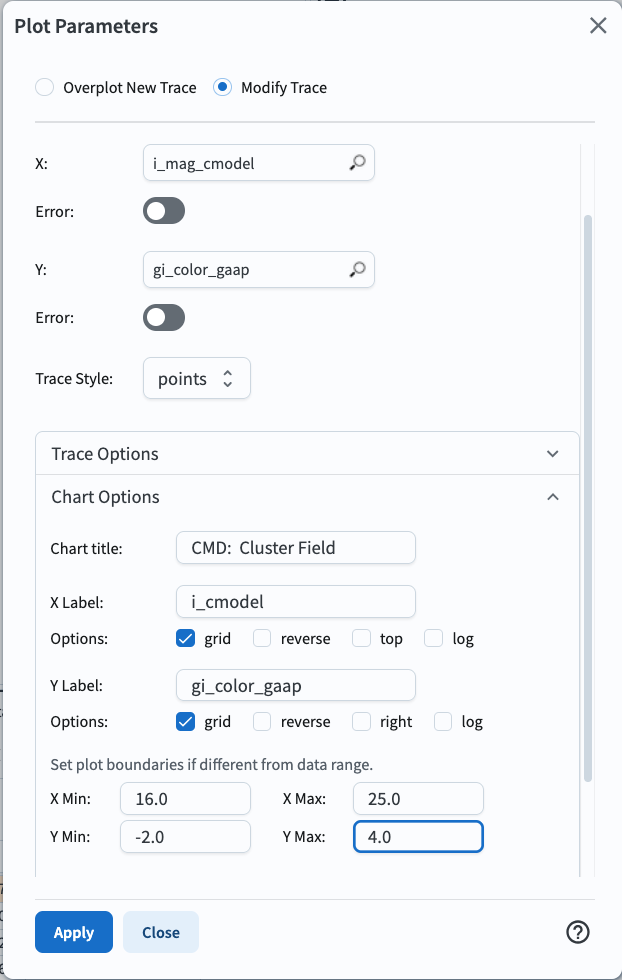 Plot Parameters
Overplot New Trace Modify Trace
X: i_mag_cmodel
Error:
Y: gi_color_gaap
Error:
Trace Style: points
Trace Options
Chart Options
Chart title: CMD: Cluster Field
X Label: i_cmodel
Options: grid reverse top log
Y Label: gi_color_gaap
Options: grid reverse right log
Set plot boundaries if different from data range.
X Min: 16.0 X Max: 25.0
Y Min: -2.0 Y Max: 4.0
Apply Close